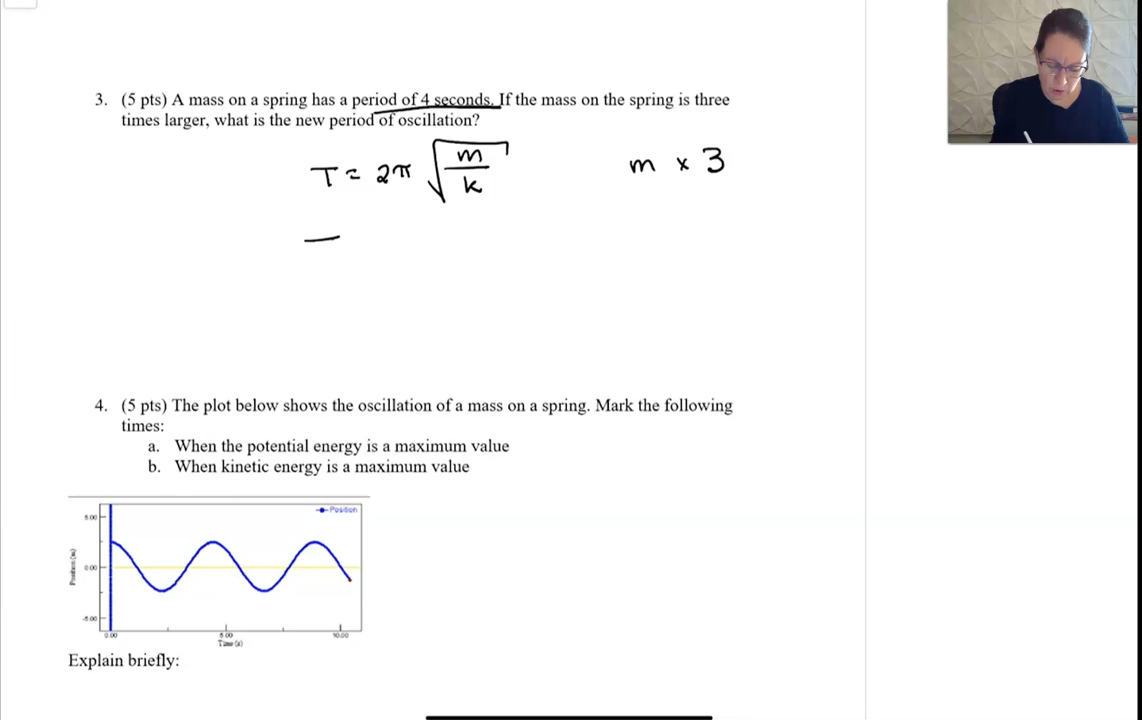 3. (5 pts) A mass on a spring has a period of 4 seconds. If the mass on the spring is three
times larger, what is the new period of oscillation?
T = 2π √ m
k
m x 3
4. (5 pts) The plot below shows the oscillation of a mass on a spring. Mark the following
times:
a. When the potential energy is a maximum value
b. When kinetic energy is a maximum value
Position
5.00
Position (m)
0.00
-5.00
0.00 5.00 10.00
Time (s)
Explain briefly: